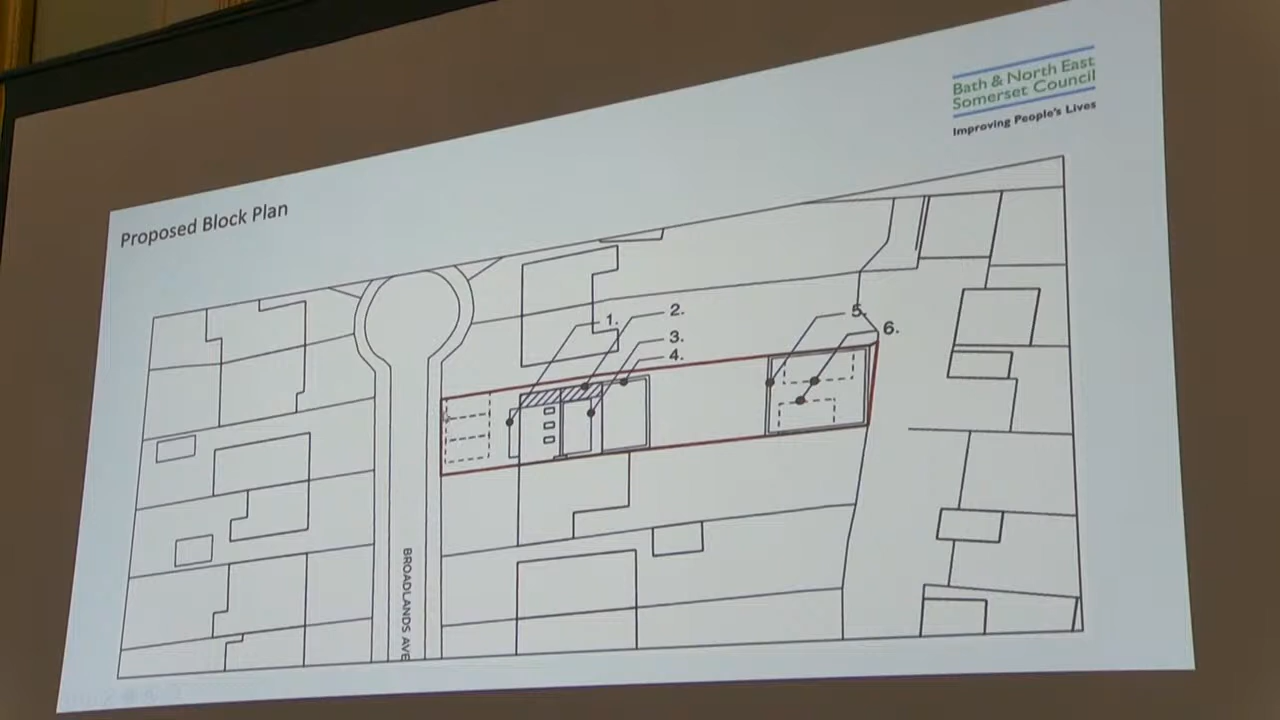 Bath & North East
Somerset Council
Improving People's Lives
Proposed Block Plan
1.
2.
3.
4.
5.
6.
BROADLANDS AVE